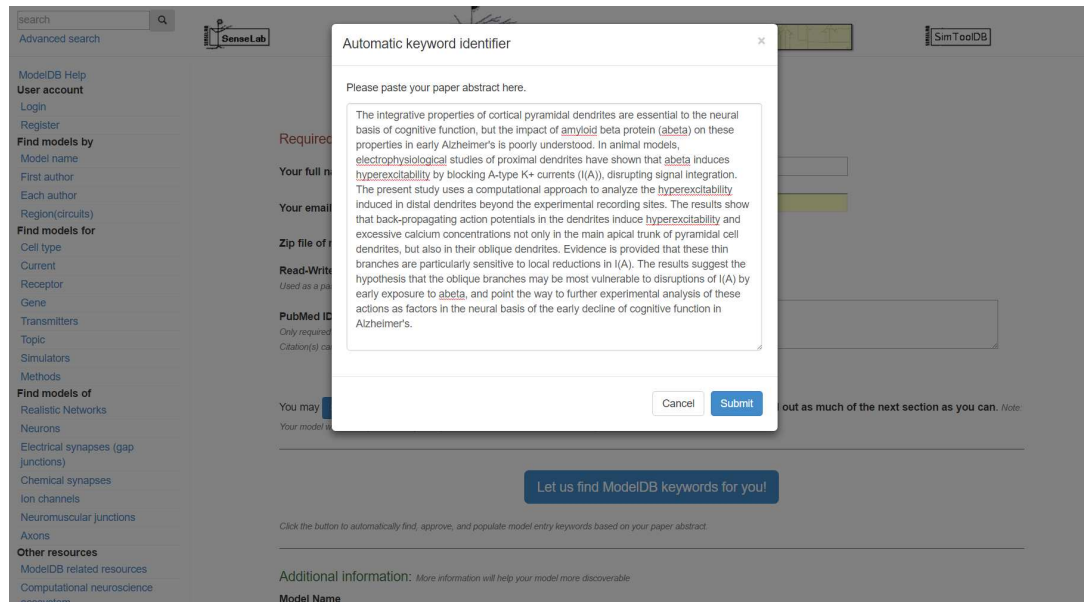 search
Advanced search
SenseLab
SimToolDB
ModelDB Help
User account
Login
Register
Find models by
Model name
First author
Each author
Region(circuits)
Find models for
Cell type
Current
Receptor
Gene
Transmitters
Topic
Simulators
Methods
Find models of
Realistic Networks
Neurons
Electrical synapses (gap
junctions)
Chemical synapses
Ion channels
Neuromuscular junctions
Axons
Other resources
ModelDB related resources
Computational neuroscience
Automatic keyword identifier
×
Please paste your paper abstract here.
The integrative properties of cortical pyramidal dendrites are essential to the neural
basis of cognitive function, but the impact of amyloid beta protein (abeta) on these
properties in early Alzheimer's is poorly understood. In animal models,
electrophysiological studies of proximal dendrites have shown that abeta induces
hyperexcitability by blocking A-type K+ currents (I(A)), disrupting signal integration.
The present study uses a computational approach to analyze the hyperexcitability
induced in distal dendrites beyond the experimental recording sites. The results show
that back-propagating action potentials in the dendrites induce hyperexcitability and
excessive calcium concentrations not only in the main apical trunk of pyramidal cell
dendrites, but also in their oblique dendrites. Evidence is provided that these thin
branches are particularly sensitive to local reductions in I(A). The results suggest the
hypothesis that the oblique branches may be most vulnerable to disruptions of I(A) by
early exposure to abeta, and point the way to further experimental analysis of these
actions as factors in the neural basis of the early decline of cognitive function in
Alzheimer's.
Cancel Submit
Required
Your full n
Your email
Zip file of
Read-Write
Used as a pa
PubMed ID
Only required
Citation(s) ca
You may out as much of the next section as you can. Note:
Your model w
Let us find ModelDB keywords for you!
Click the button to automatically find, approve, and populate model entry keywords based on your paper abstract
Additional information: More information will help your model more discoverable
Model Name